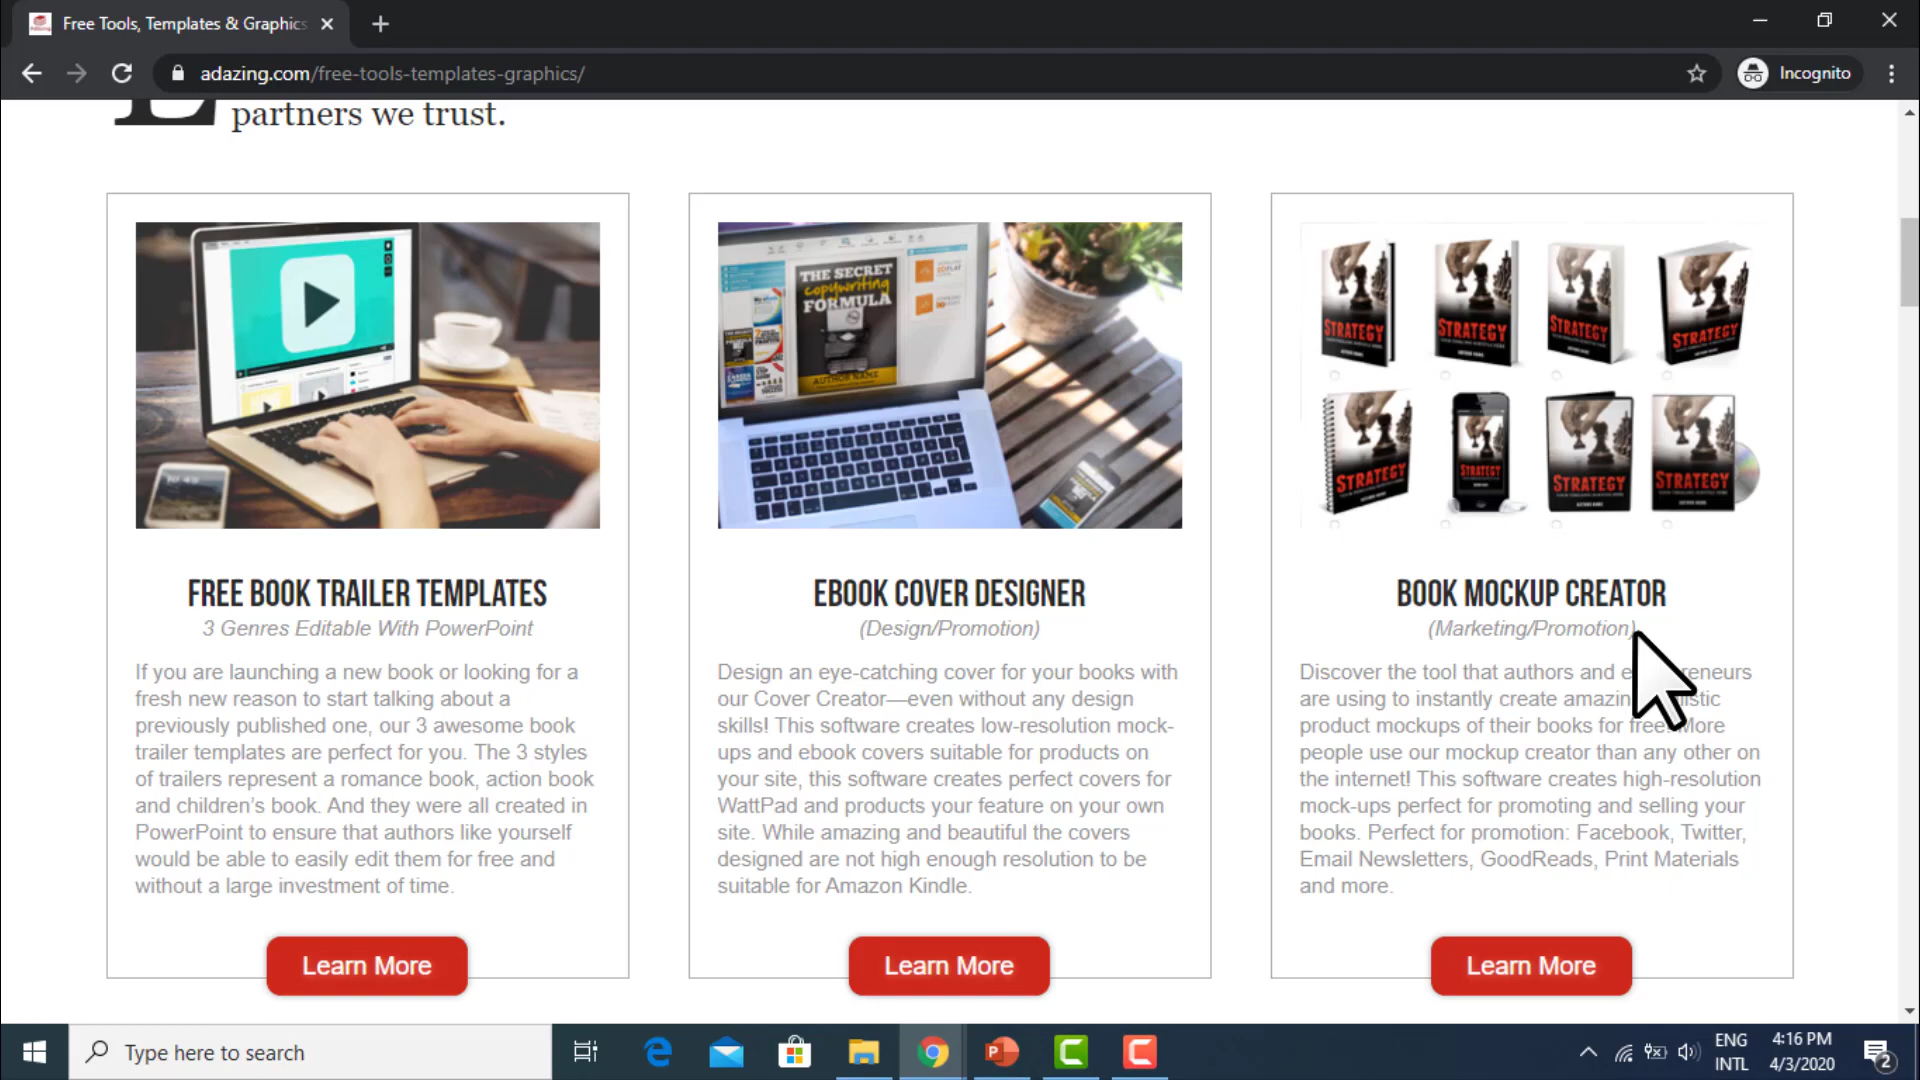 Free Tools, Templates & Graphics
adazing.com/free-tools-templates-graphics/
Incognito
partners we trust.
THE SECRET
copywriting
FORMULA
AUTHOR NAME
STRATEGY STRATEGY STRATEGY STRATEGY
STRATEGY STRATEGY STRATEGY STRATEGY
FREE BOOK TRAILER TEMPLATES
3 Genres Editable With PowerPoint
If you are launching a new book or looking for a
fresh new reason to start talking about a
previously published one, our 3 awesome book
trailer templates are perfect for you. The 3 styles
of trailers represent a romance book, action book
and children's book. And they were all created in
PowerPoint to ensure that authors like yourself
would be able to easily edit them for free and
without a large investment of time.
Learn More
EBOOK COVER DESIGNER
(Design/Promotion)
Design an eye-catching cover for your books with
our Cover Creator—even without any design
skills! This software creates low-resolution mock-
ups and ebook covers suitable for products on
your site, this software creates perfect covers for
WattPad and products your feature on your own
site. While amazing and beautiful the covers
designed are not high enough resolution to be
suitable for Amazon Kindle.
Learn More
BOOK MOCKUP CREATOR
(Marketing/Promotion)
Discover the tool that authors and
are using to instantly create
product mockups of their books for free! More
people use our mockup creator than any other on
the internet! This software creates high-resolution
mock-ups perfect for promoting and selling your
books. Perfect for promotion: Facebook, Twitter,
Email Newsletters, GoodReads, Print Materials
and more.
Learn More
Type here to search
ENG
INTL
4:16 PM
4/3/2020
2